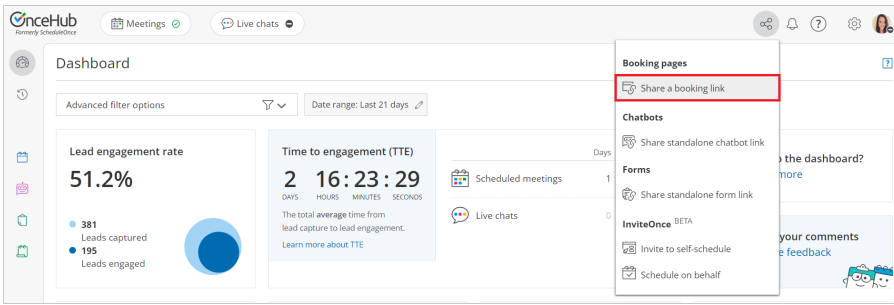 OnceHub
Formerly ScheduleOnce
Meetings
Live chats
?
Dashboard
?
Advanced filter options
Date range: Last 21 days
Lead engagement rate
51.2%
381
Leads captured
195
Leads engaged
Time to engagement (TTE)
2 16 : 23 : 29
DAYS HOURS MINUTES SECONDS
The total average time from
lead capture to lead engagement.
Learn more about TTE
Days
Scheduled meetings 1
Live chats 0
Booking pages
Share a booking link
Chatbots
Share standalone chatbot link
Forms
Share standalone form link
InviteOnce BETA
Invite to self-schedule
Schedule on behalf
the dashboard?
more
your comments
feedback